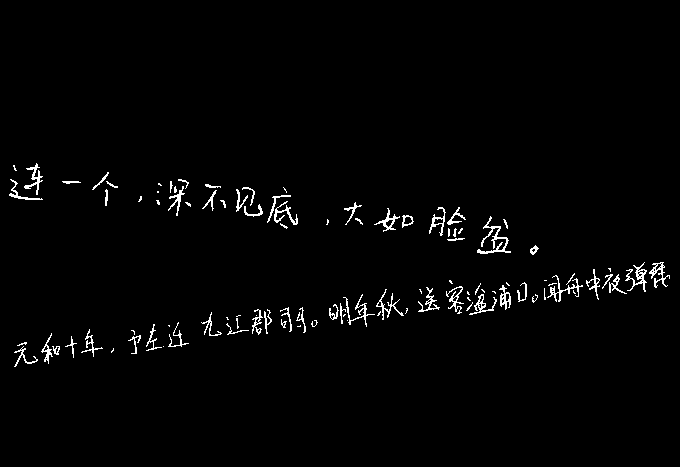 连一个，深不见底，大如脸盆。
元和十年，予左迁九江郡司马。明年秋，送客湓浦口。闻舟中夜弹琵